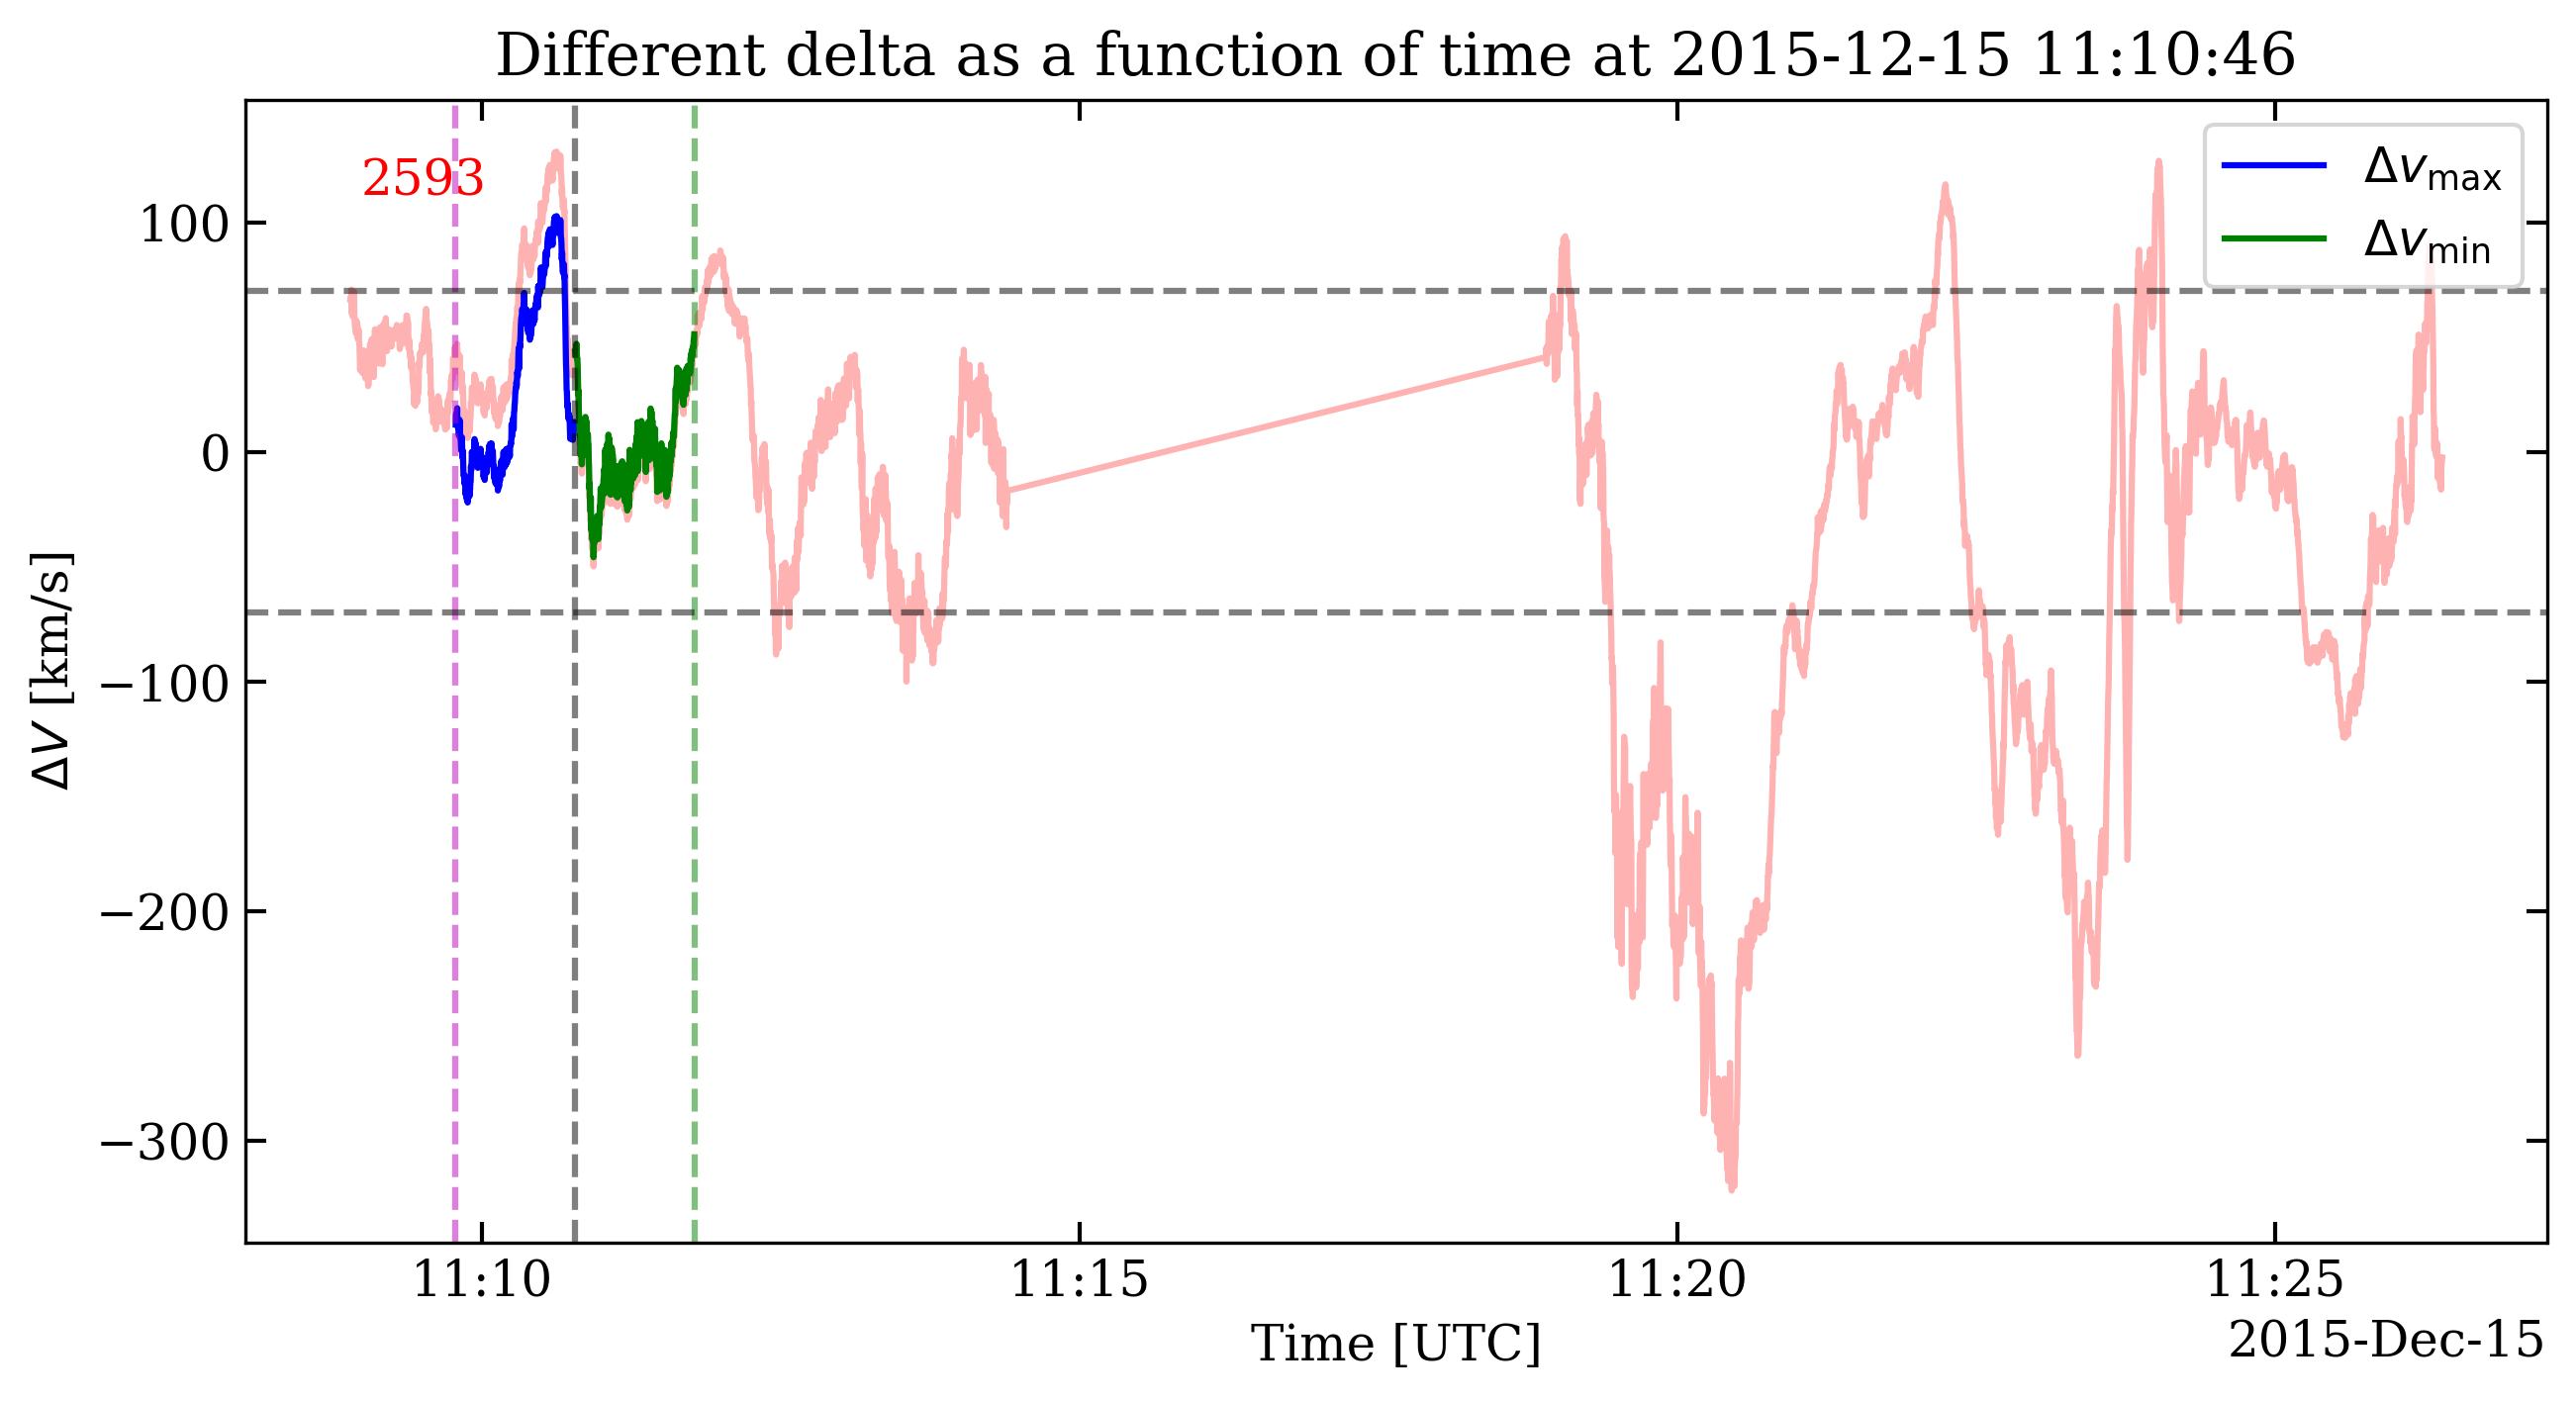 Different delta as a function of time at 2015-12-15 11:10:46
2593
Δv_max
Δv_min
100
0
−100
−200
−300
ΔV [km/s]
11:10
11:15
11:20
11:25
Time [UTC]
2015-Dec-15